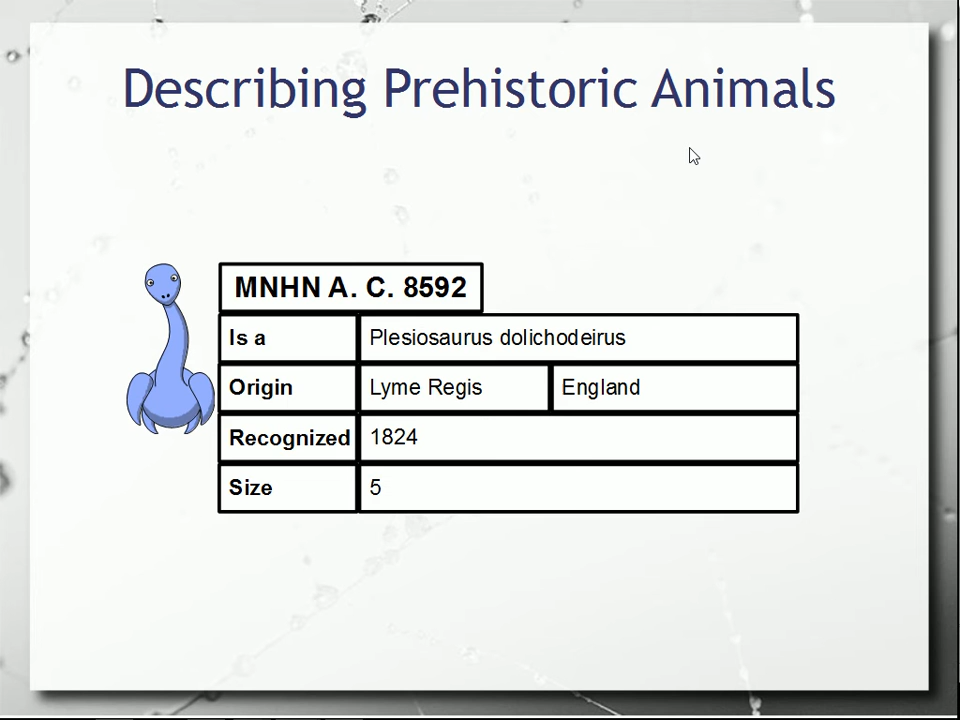 Describing Prehistoric Animals
MNHN A. C. 8592
Is a Plesiosaurus dolichodeirus
Origin Lyme Regis England
Recognized 1824
Size 5